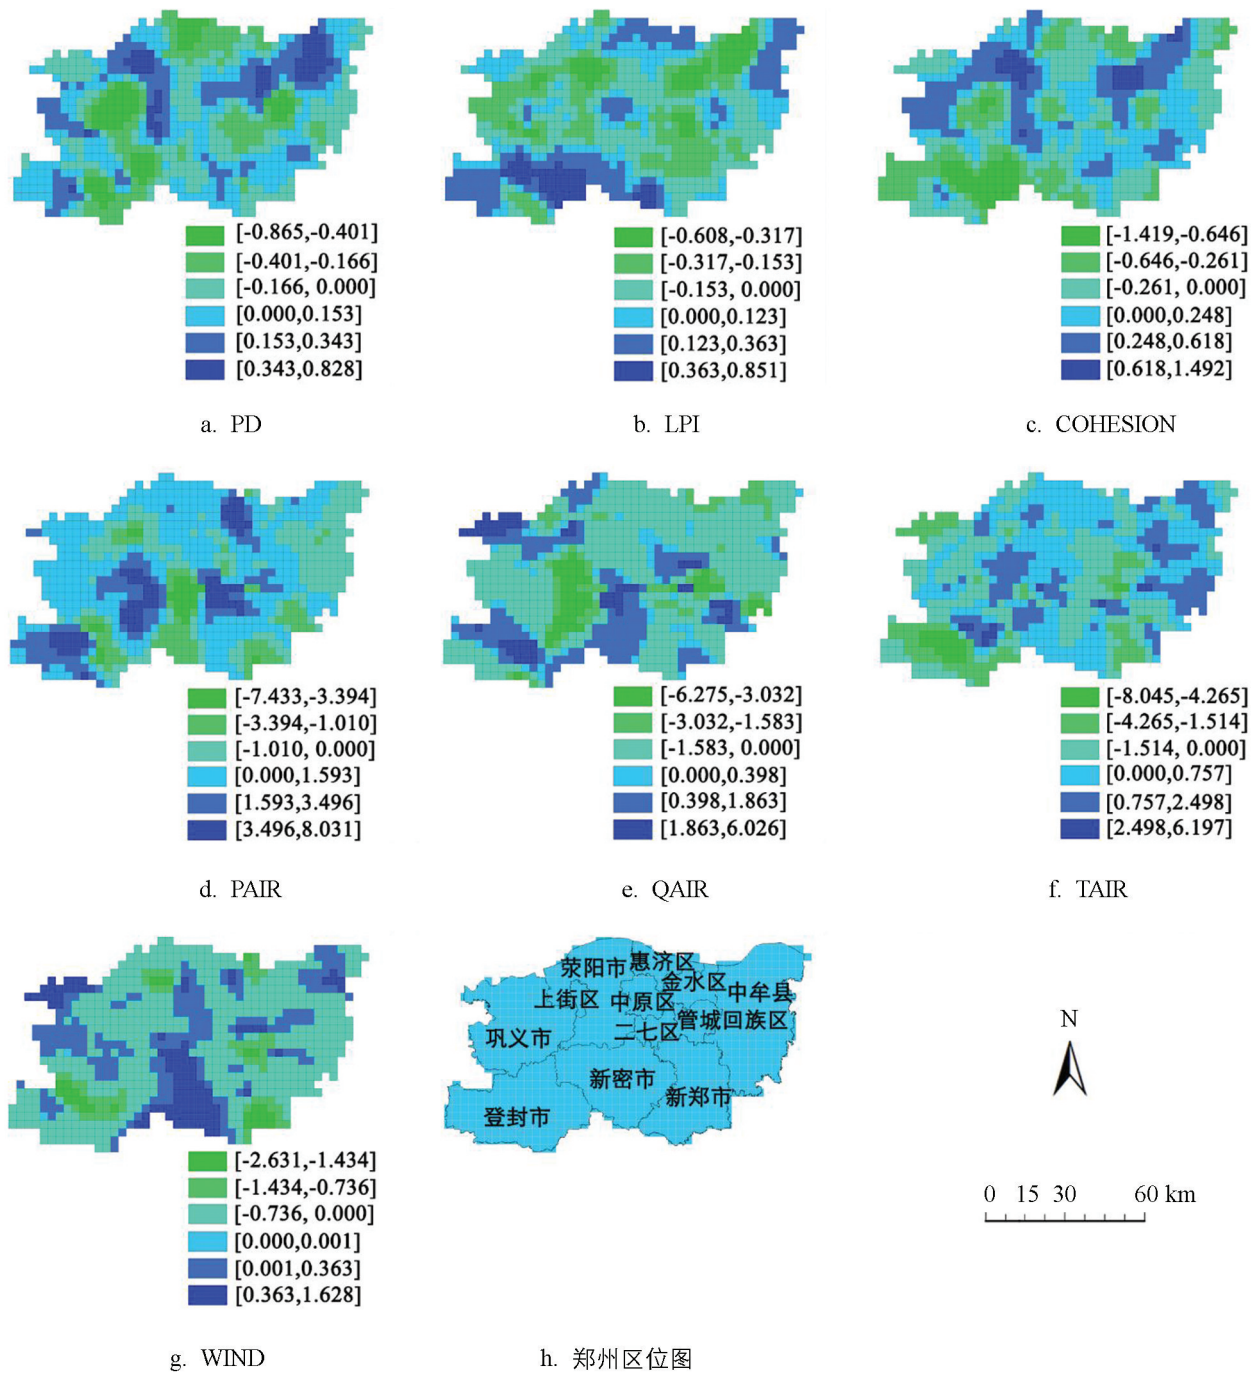 [-0.865,-0.401]
[-0.401,-0.166]
[-0.166, 0.000]
[0.000,0.153]
[0.153,0.343]
[0.343,0.828]
a. PD
[-0.608,-0.317]
[-0.317,-0.153]
[-0.153, 0.000]
[0.000,0.123]
[0.123,0.363]
[0.363,0.851]
b. LPI
[-1.419,-0.646]
[-0.646,-0.261]
[-0.261, 0.000]
[0.000,0.248]
[0.248,0.618]
[0.618,1.492]
c. COHESION
[-7.433,-3.394]
[-3.394,-1.010]
[-1.010, 0.000]
[0.000,1.593]
[1.593,3.496]
[3.496,8.031]
d. PAIR
[-6.275,-3.032]
[-3.032,-1.583]
[-1.583, 0.000]
[0.000,0.398]
[0.398,1.863]
[1.863,6.026]
e. QAIR
[-8.045,-4.265]
[-4.265,-1.514]
[-1.514, 0.000]
[0.000,0.757]
[0.757,2.498]
[2.498,6.197]
f. TAIR
[-2.631,-1.434]
[-1.434,-0.736]
[-0.736, 0.000]
[0.000,0.001]
[0.001,0.363]
[0.363,1.628]
g. WIND
荥阳市
惠济区
金水区
中牟县
上街区
中原区
管城回族区
巩义市
二七区
新密市
新郑市
登封市
h. 郑州区位图
N
0 15 30 60 km